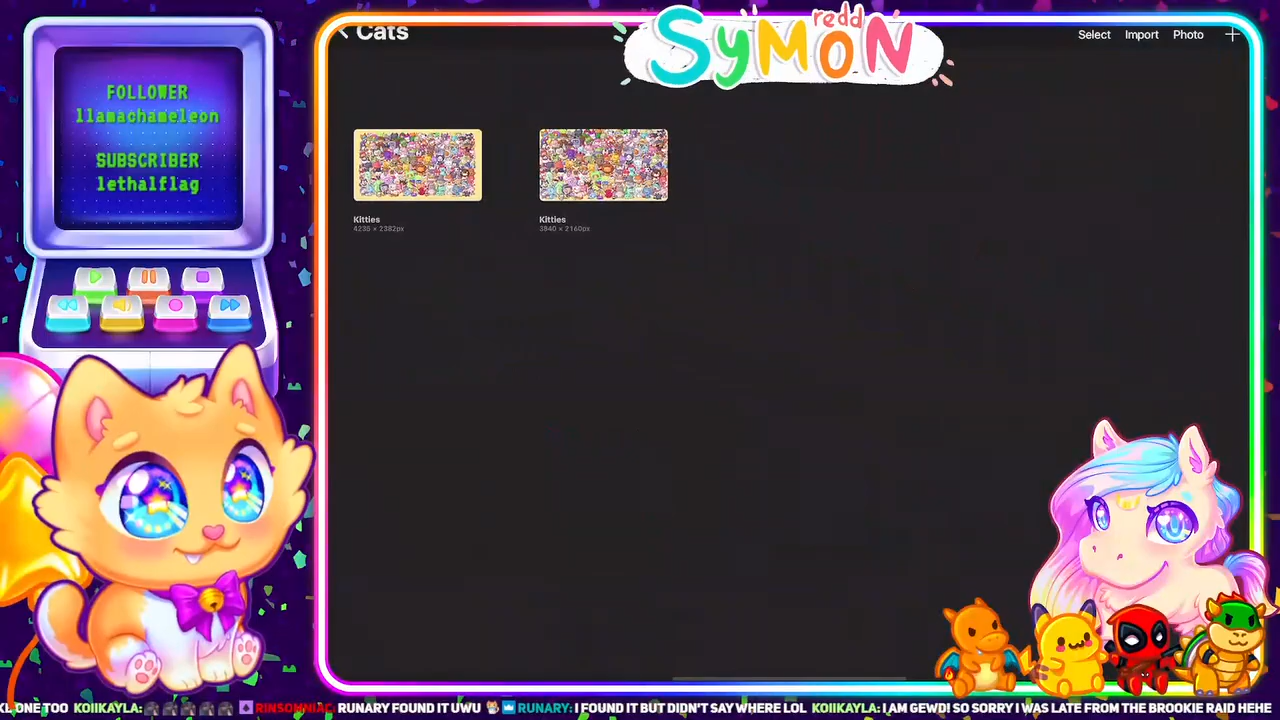 FOLLOWER
llamachameleon
SUBSCRIBER
lethalflag
redd
SyMoN
Cats
Select Import Photo
Kitties
4235 × 2382px
Kitties
3840 × 2160px
ONE TOO KOIIKAYLA: RINSOMNIAC: RUNARY FOUND IT UWU RUNARY: I FOUND IT BUT DIDN'T SAY WHERE LOL KOIIKAYLA: I AM GEWD! SO SORRY I WAS LATE FROM THE BROOKIE RAID HEHE